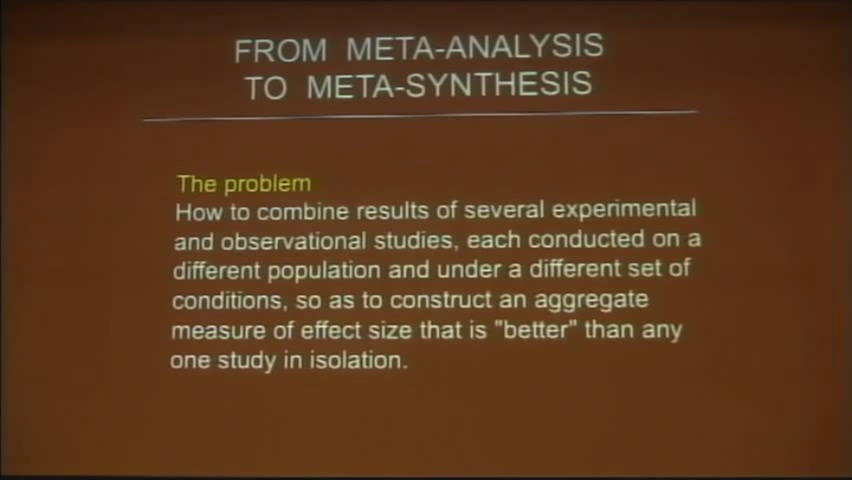 FROM META-ANALYSIS
TO META-SYNTHESIS
The problem
How to combine results of several experimental
and observational studies, each conducted on a
different population and under a different set of
conditions, so as to construct an aggregate
measure of effect size that is "better" than any
one study in isolation.